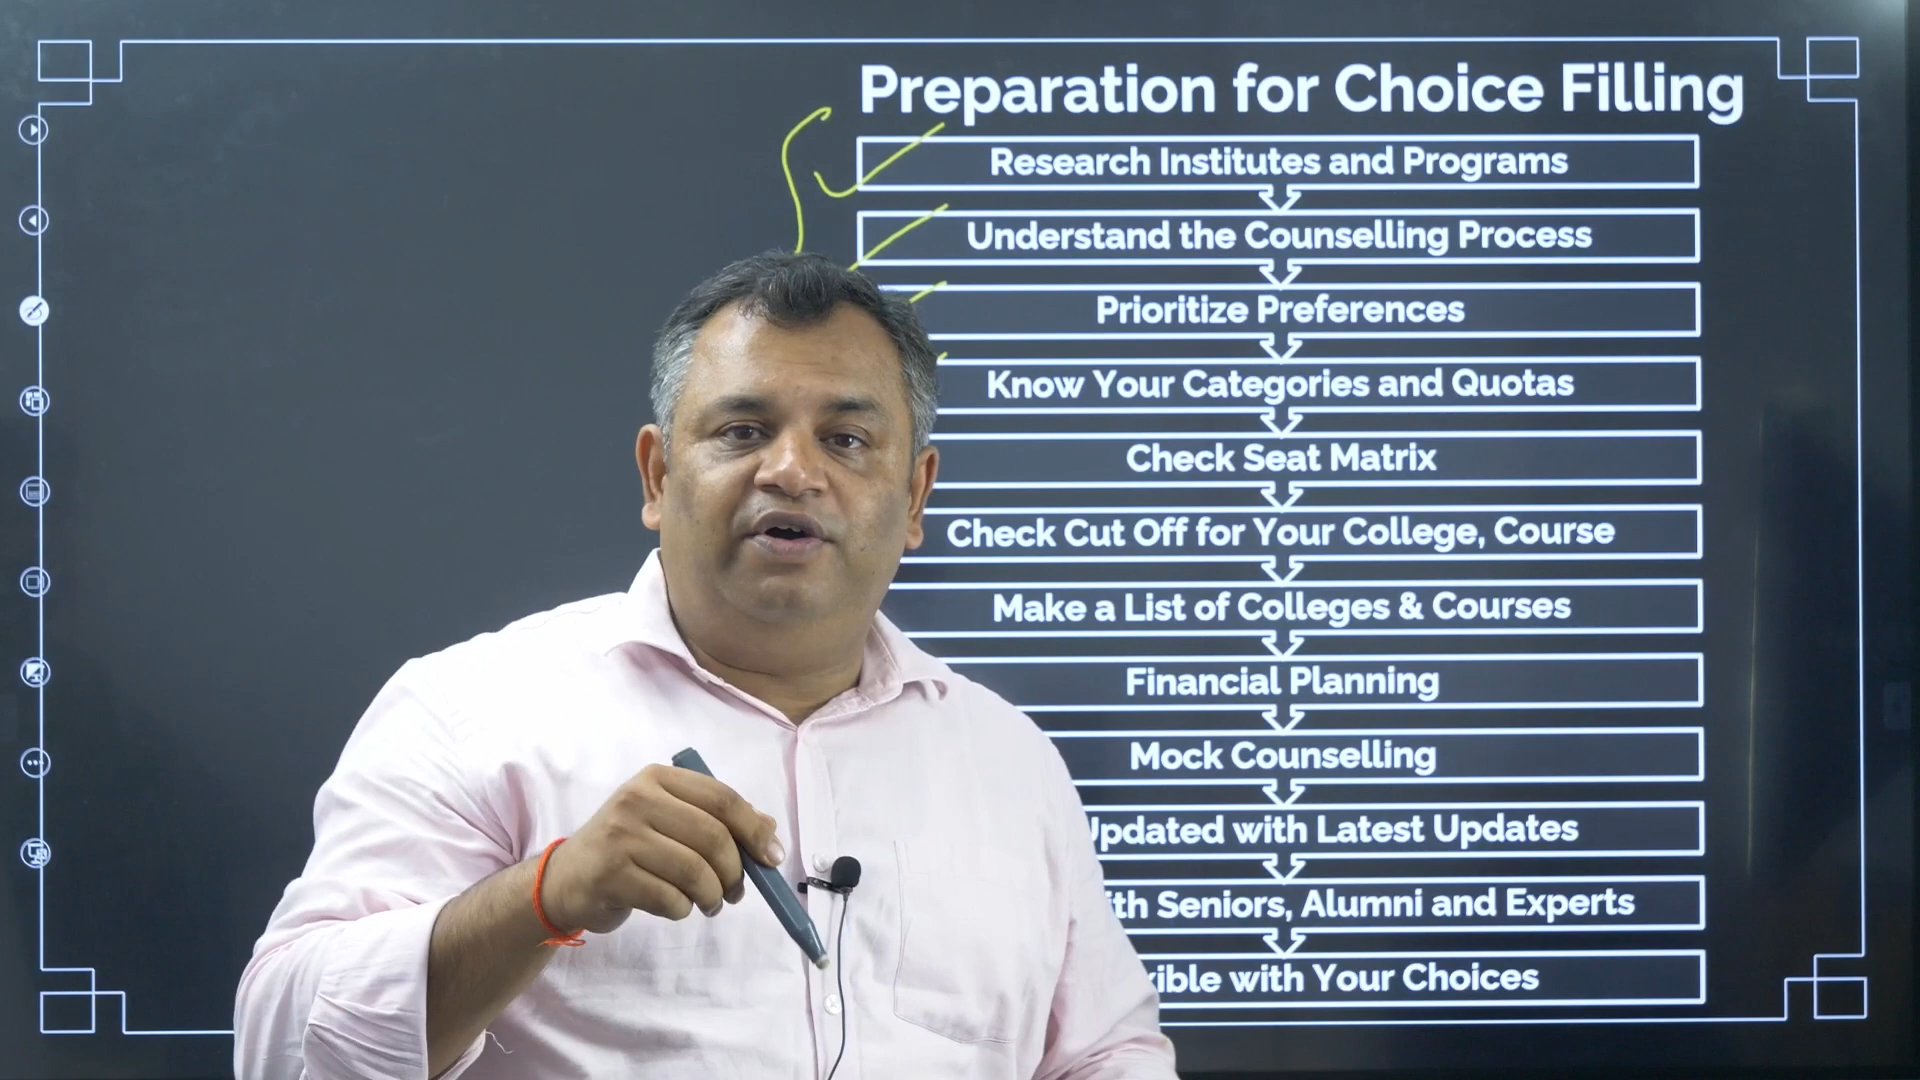 Preparation for Choice Filling
Research Institutes and Programs
Understand the Counselling Process
Prioritize Preferences
Know Your Categories and Quotas
Check Seat Matrix
Check Cut Off for Your College, Course
Make a List of Colleges & Courses
Financial Planning
Mock Counselling
Updated with Latest Updates
Seniors, Alumni and Experts
with Your Choices